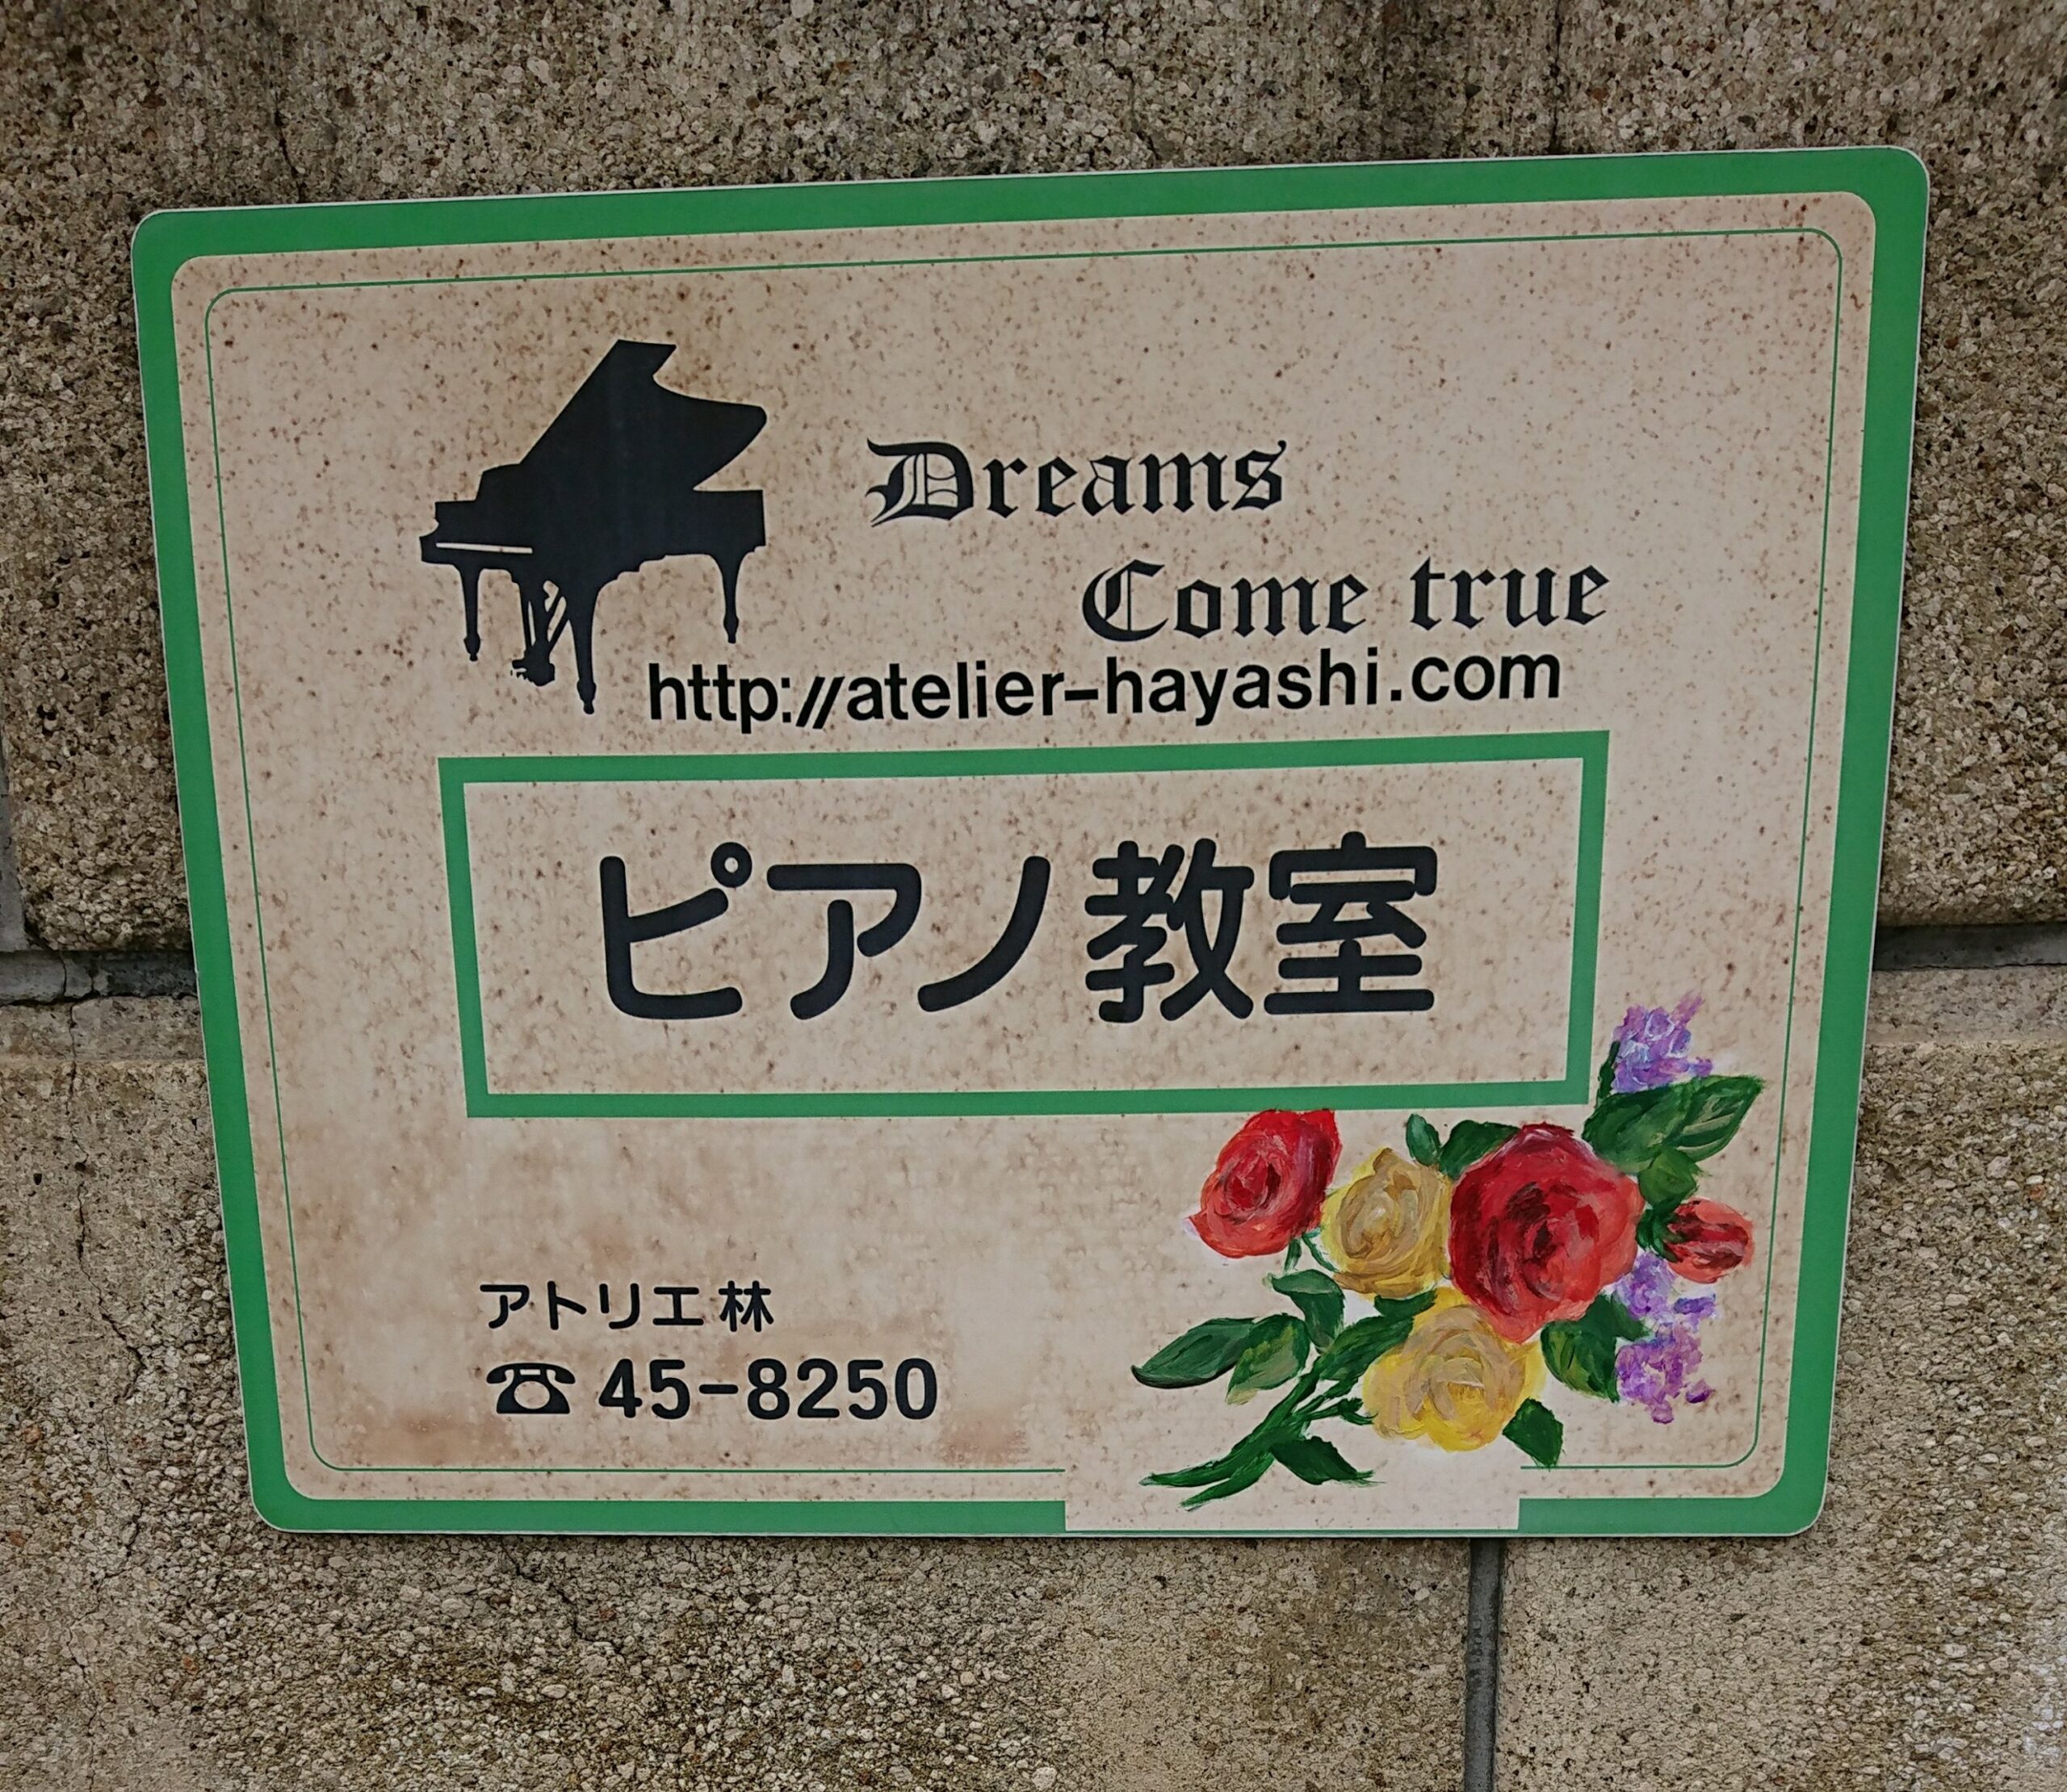 Dreams
Come true
http://atelier-hayashi.com
ピアノ教室
アトリエ林
☎45-8250